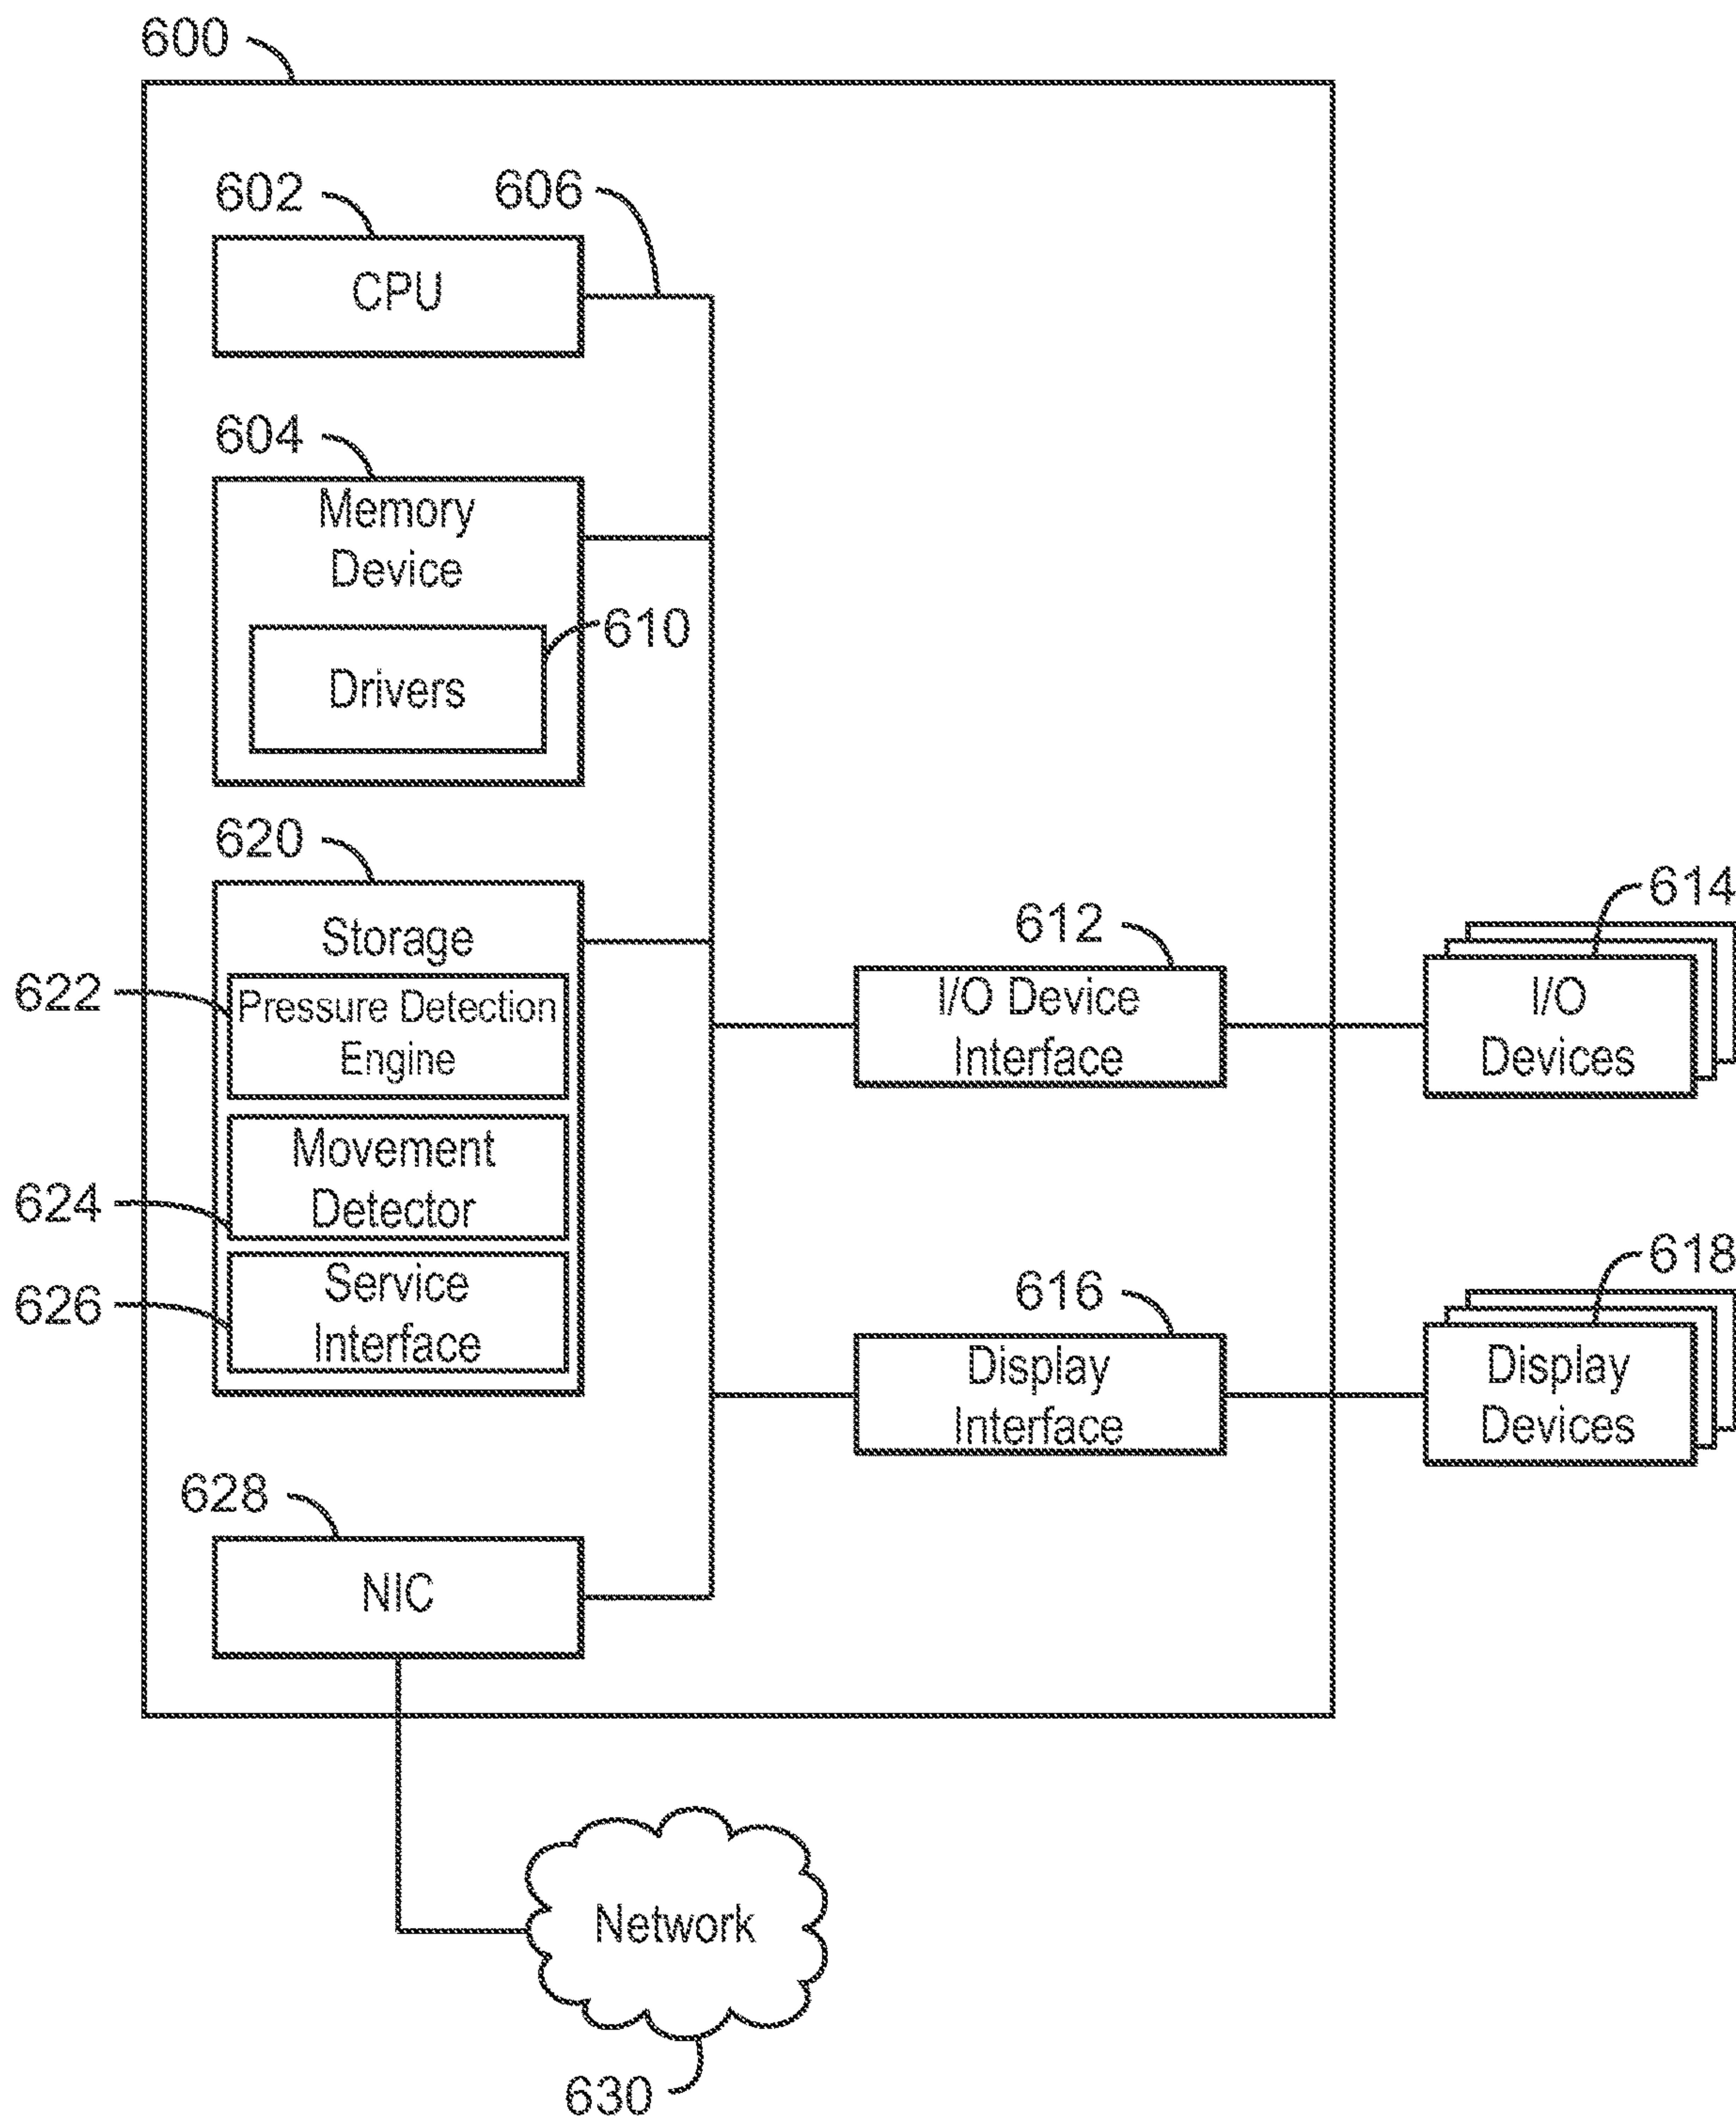 600
602
606
CPU
604
Memory
Device
610
Drivers
620
Storage
622
Pressure Detection
Engine
624
Movement
Detector
626
Service
Interface
612
I/O Device
Interface
614
I/O
Devices
616
Display
Interface
618
Display
Devices
628
NIC
Network
630